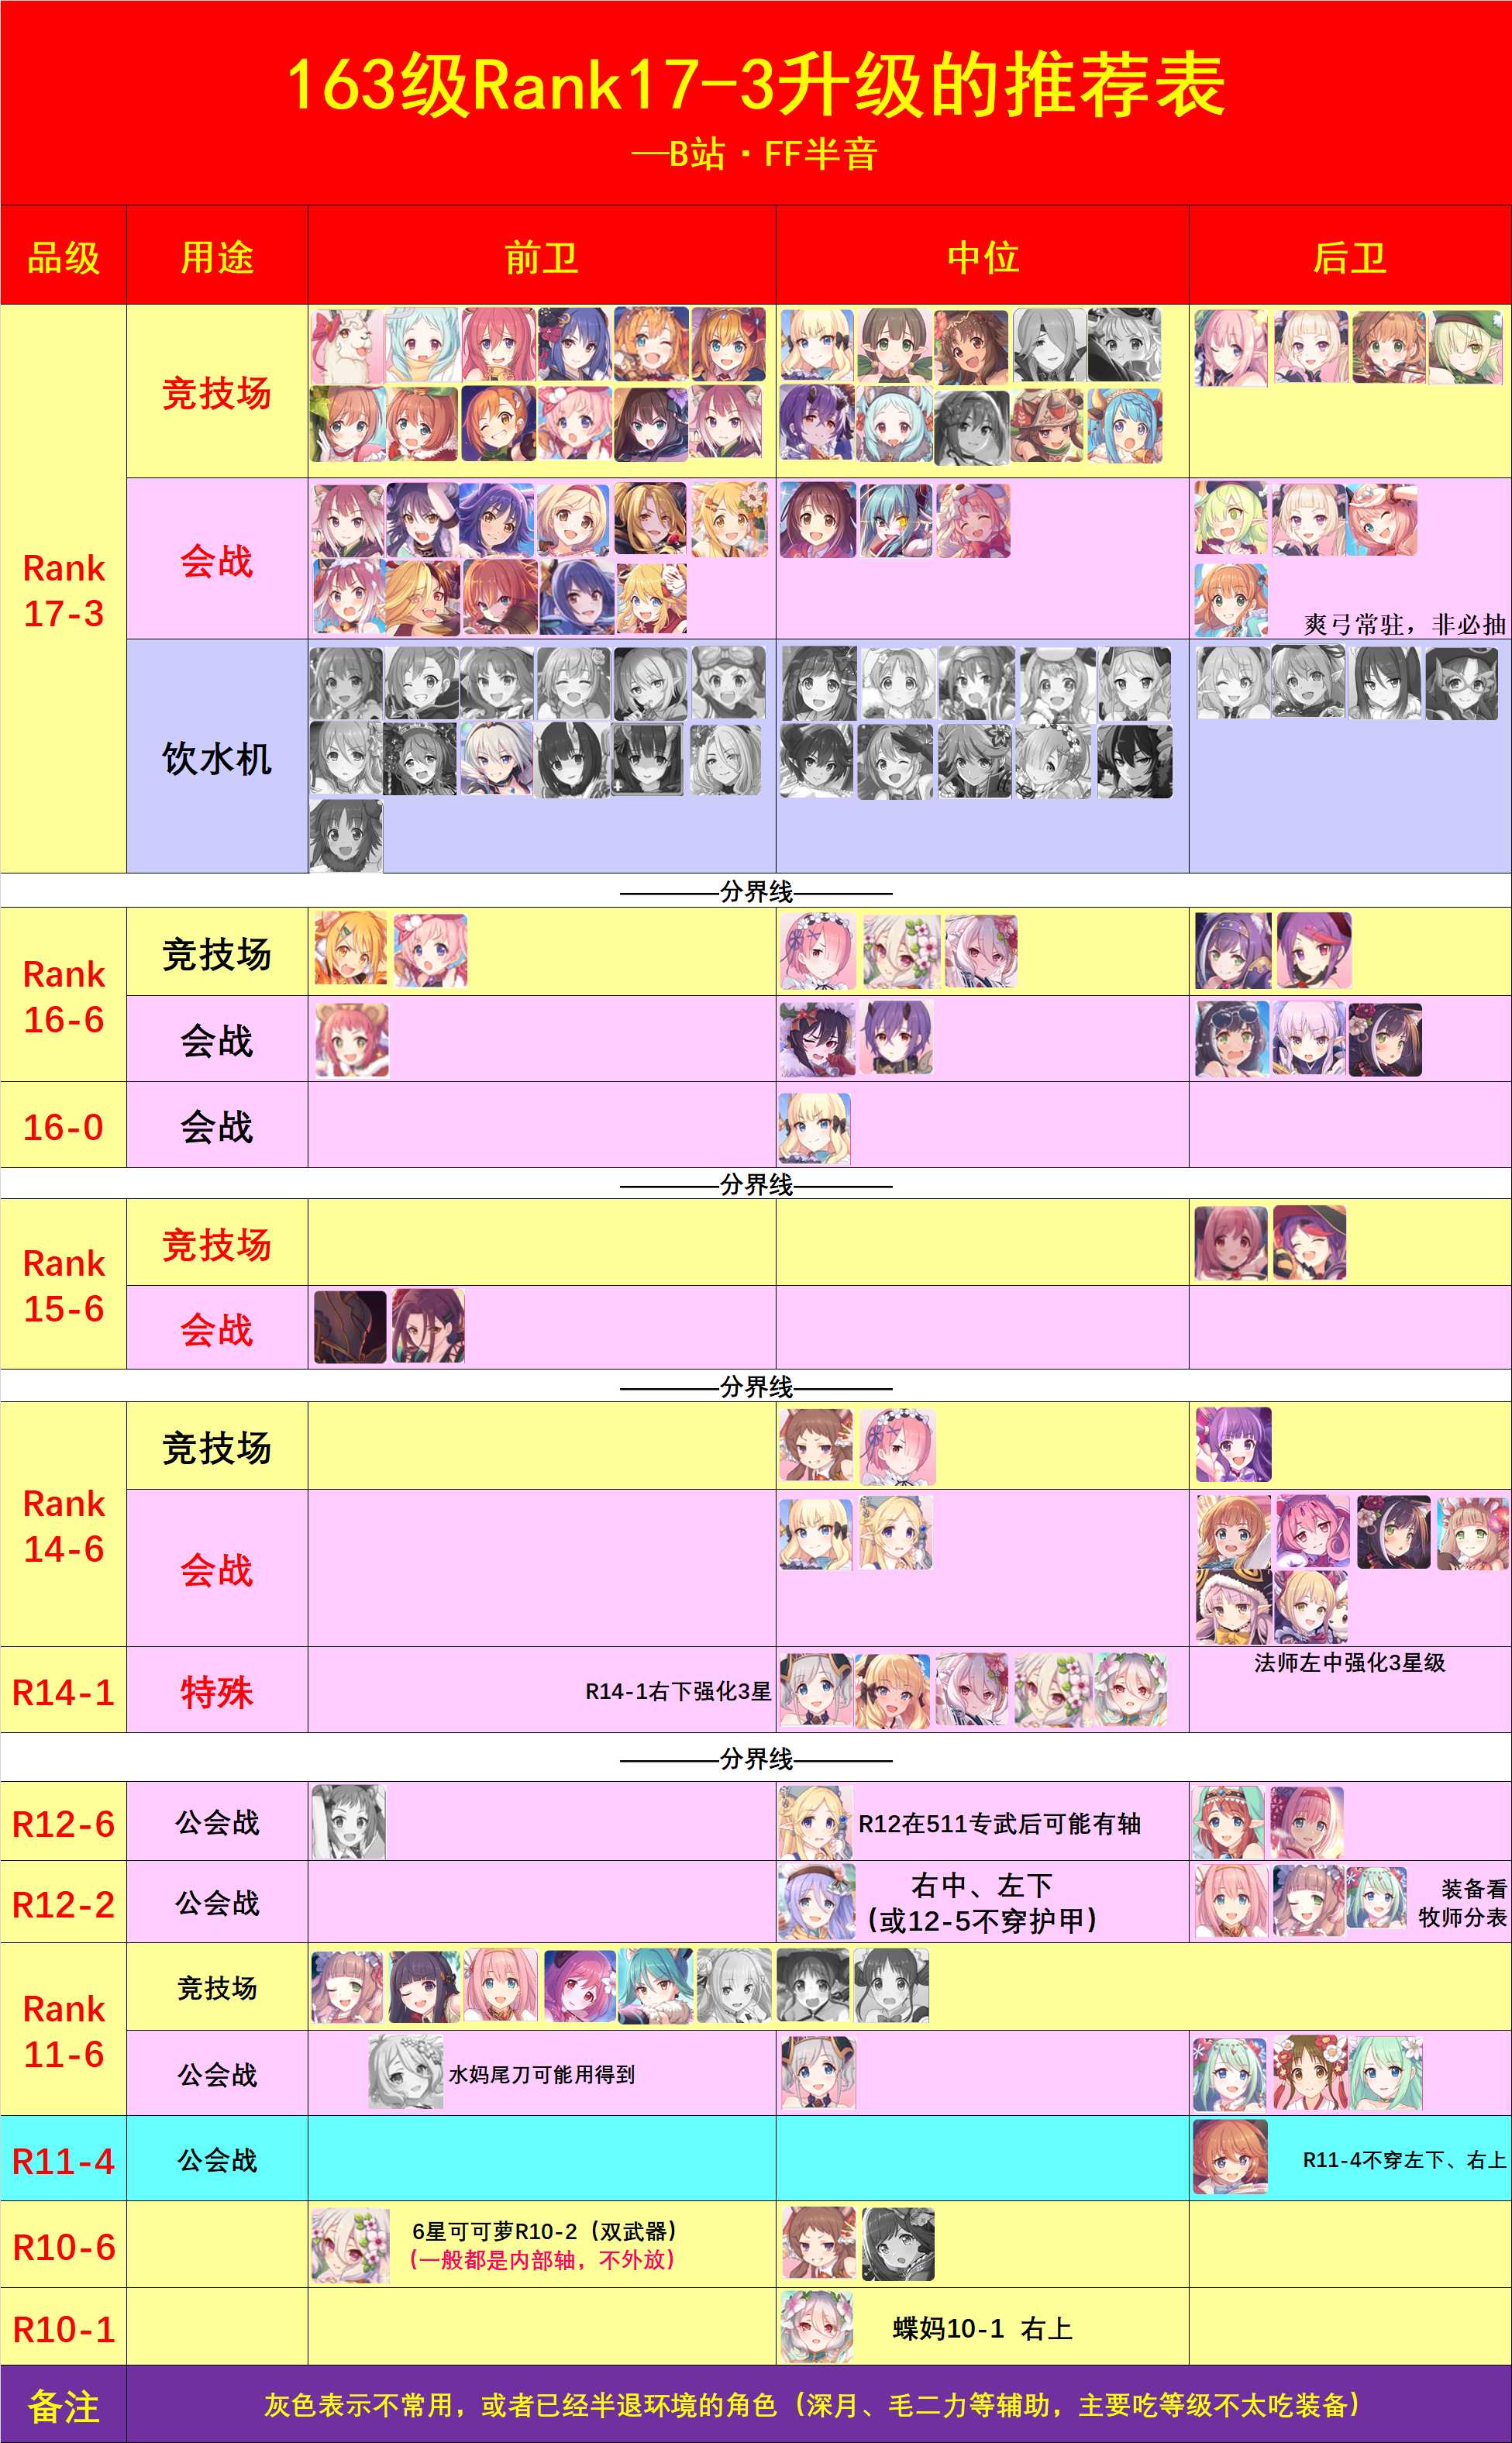 163级Rank17-3升级的推荐表
—B站·FF半音
品级 用途 前卫 中位 后卫
Rank
17-3
竞技场
会战
爽弓常驻，非必抽
饮水机
————分界线————
Rank
16-6
竞技场
会战
16-0 会战
————分界线————
Rank
15-6
竞技场
会战
————分界线————
Rank
14-6
竞技场
会战
R14-1 特殊 R14-1右下强化3星 法师左中强化3星级
————分界线————
R12-6 公会战 R12在511专武后可能有轴
R12-2 公会战
右中、左下
(或12-5不穿护甲)
装备看
牧师分表
Rank
11-6
竞技场
公会战 水妈尾刀可能用得到
R11-4 公会战 R11-4不穿左下、右上
R10-6
6星可可萝R10-2（双武器）
(一般都是内部轴，不外放)
R10-1 蝶妈10-1 右上
备注 灰色表示不常用，或者已经半退环境的角色（深月、毛二力等辅助，主要吃等级不太吃装备）